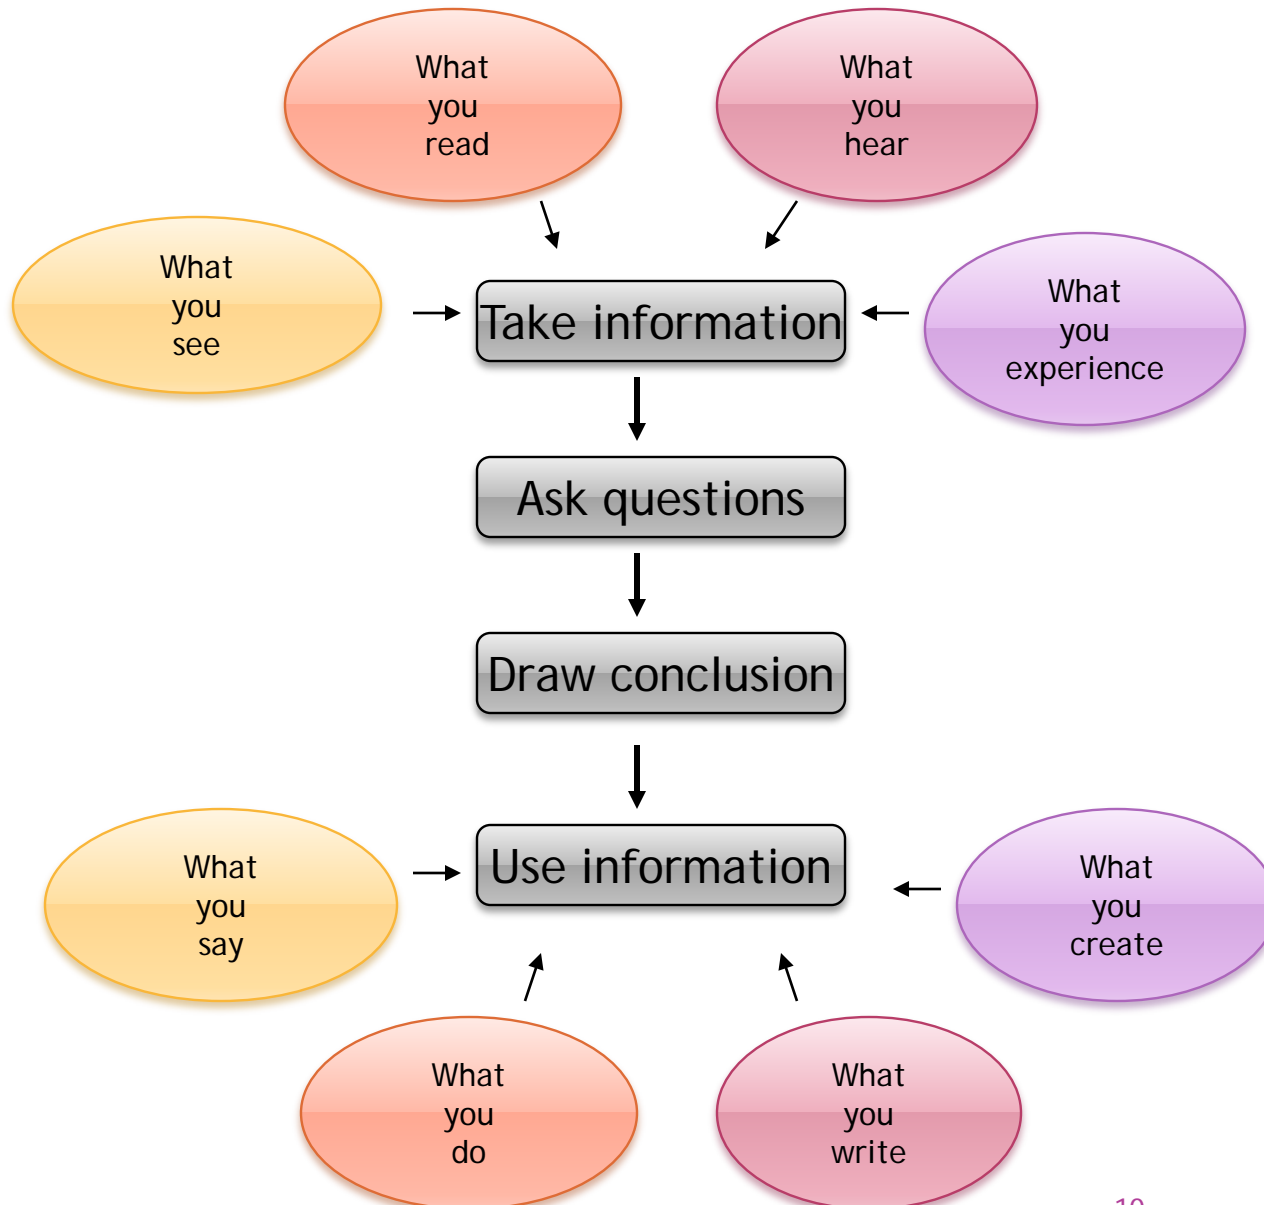 What
you
read
What
you
hear
What
you
see
Take information
What
you
experience
Ask questions
Draw conclusion
What
you
say
Use information
What
you
create
What
you
do
What
you
write